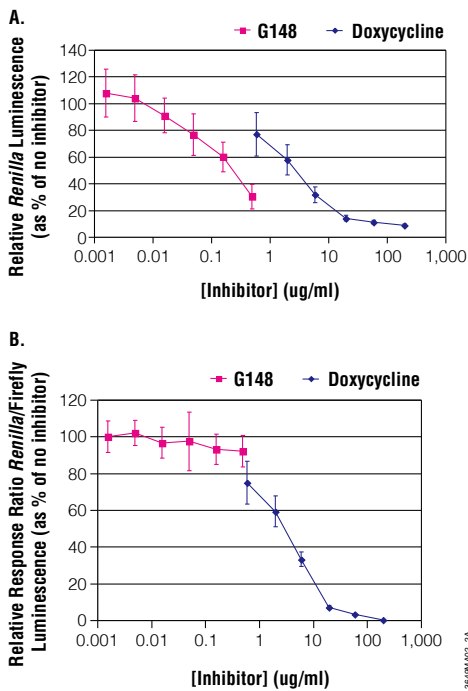 A.
G148 Doxycycline
Relative Renilla Luminescence
(as % of no inhibitor)
140
120
100
80
60
40
20
0
0.001 0.01 0.1 1 10 100 1,000
[Inhibitor] (ug/ml)
B.
G148 Doxycycline
Relative Response Ratio Renilla/Firefly
Luminescence (as % of no inhibitor)
120
100
80
60
40
20
0
0.001 0.01 0.1 1 10 100 1,000
[Inhibitor] (ug/ml)